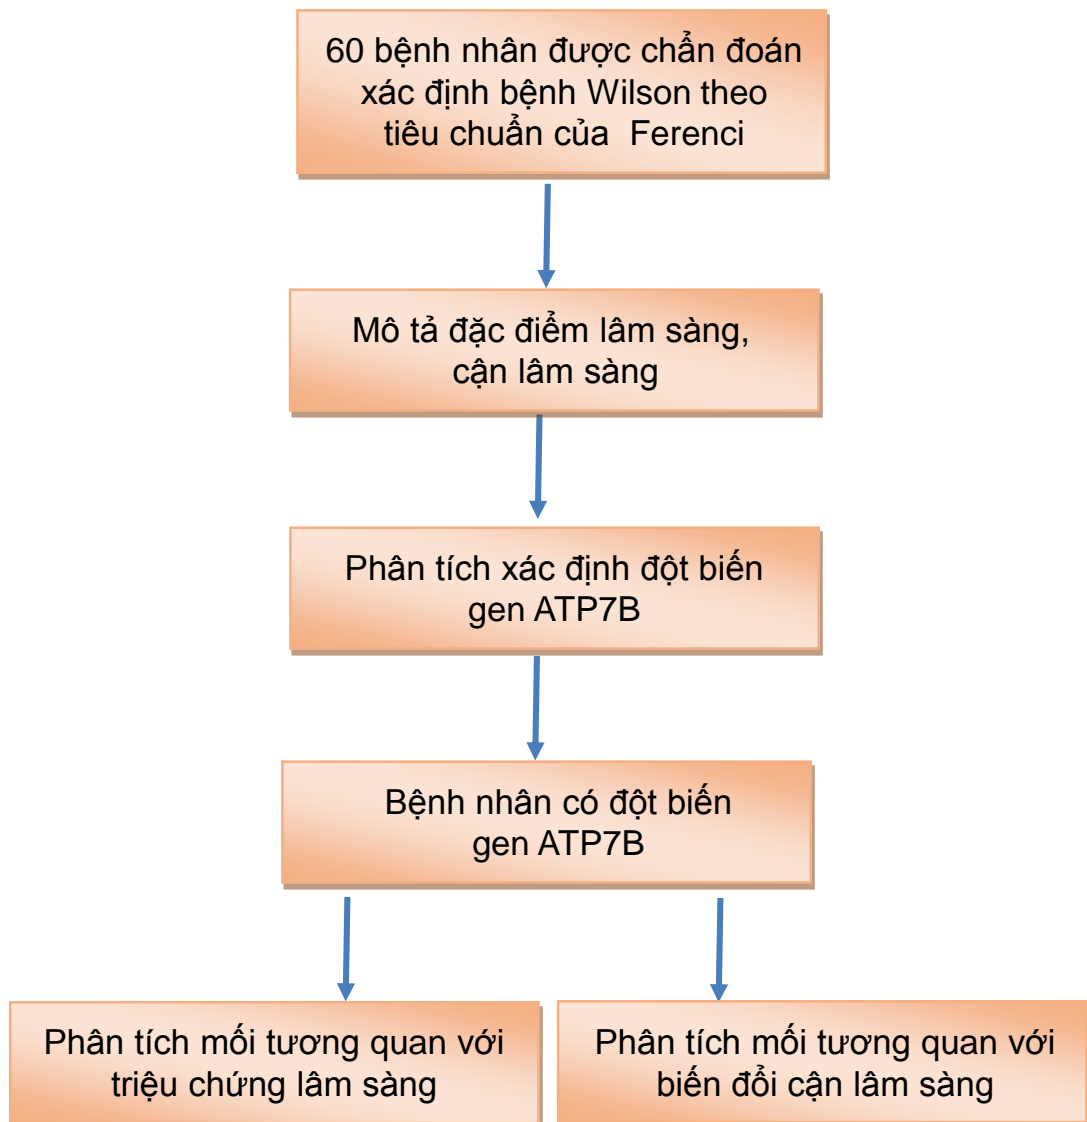 60 bệnh nhân được chẩn đoán
xác định bệnh Wilson theo
tiêu chuẩn của Ferenci
Mô tả đặc điểm lâm sàng,
cận lâm sàng
Phân tích xác định đột biến
gen ATP7B
Bệnh nhân có đột biến
gen ATP7B
Phân tích mối tương quan với
triệu chứng lâm sàng
Phân tích mối tương quan với
biến đổi cận lâm sàng